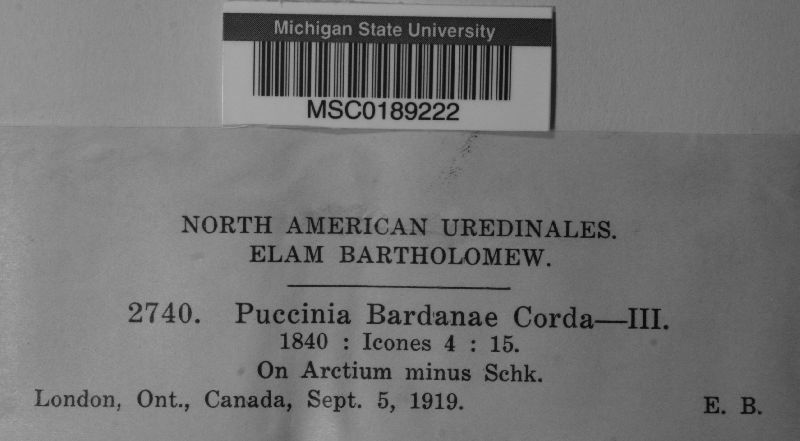 Michigan State University
MSC0189222
NORTH AMERICAN UREDINALES.
ELAM BARTHOLOMEW.
2740. Puccinia Bardanae Corda—III.
1840 : Icones 4 : 15.
On Arctium minus Schk.
London, Ont., Canada, Sept. 5, 1919. E. B.